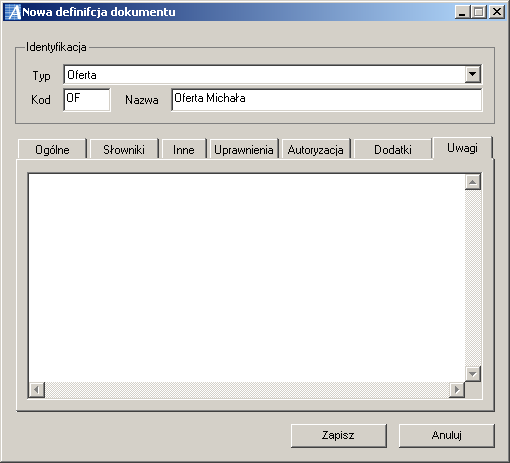 Nowa definifcja dokumentu
Identyfikacja
Typ Oferta
Kod OF Nazwa Oferta Michała
Ogólne Słowniki Inne Uprawnienia Autoryzacja Dodatki Uwagi
Zapisz Anuluj